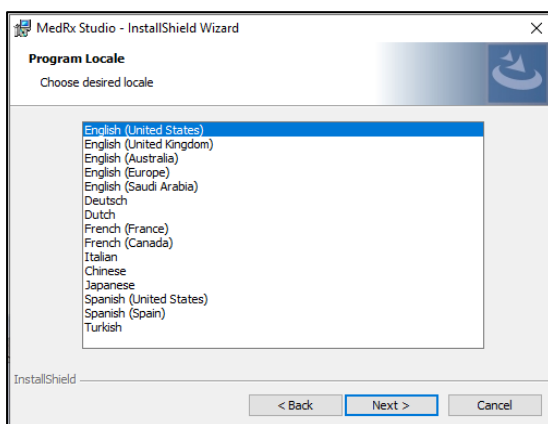 MedRx Studio - InstallShield Wizard
Program Locale
Choose desired locale
English (United States)
English (United Kingdom)
English (Australia)
English (Europe)
English (Saudi Arabia)
Deutsch
Dutch
French (France)
French (Canada)
Italian
Chinese
Japanese
Spanish (United States)
Spanish (Spain)
Turkish
InstallShield
< Back Next > Cancel